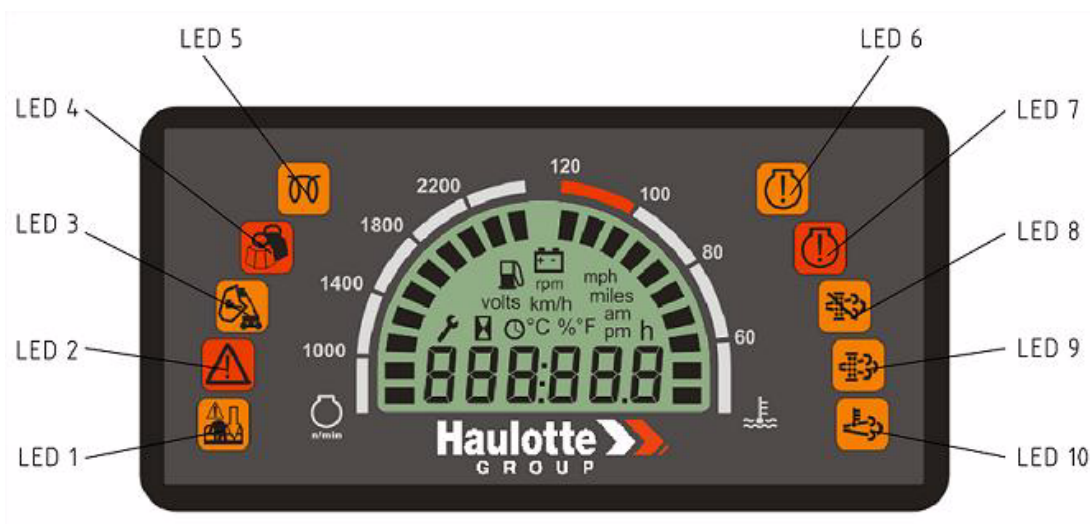 LED 5
LED 6
LED 4
LED 7
LED 3
LED 8
LED 2
LED 9
LED 1
LED 10
2200
1800
1400
1000
n/min
120
100
80
60
rpm
mph
volts
km/h
miles
am
°C
%°F
pm
h
888:88.8
Haulotte
GROUP